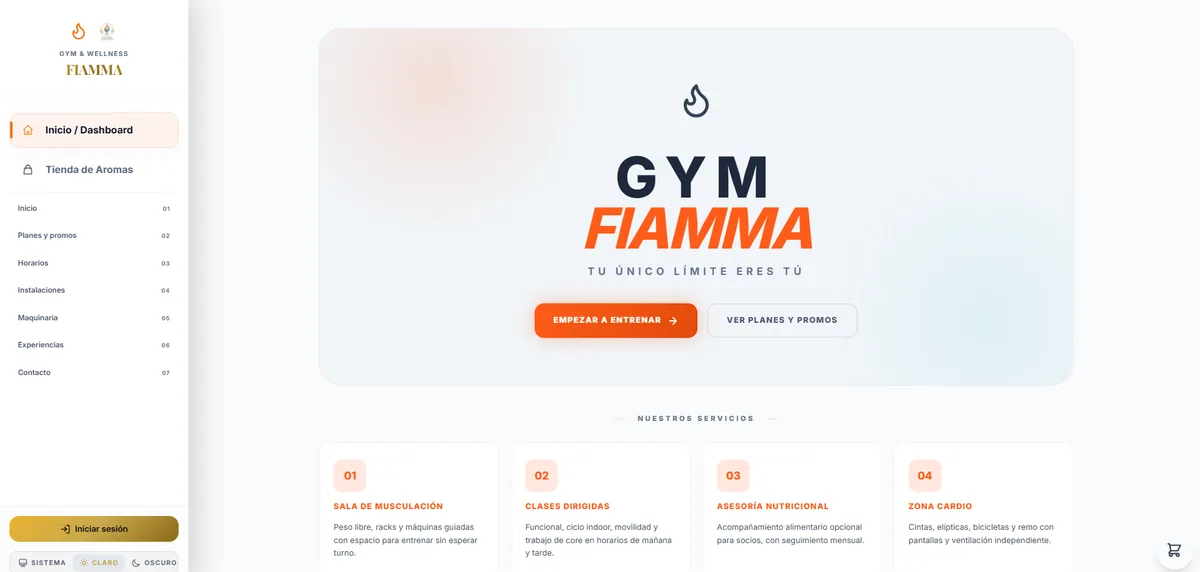 GYM & WELLNESS
FIAMMA
Inicio / Dashboard
Tienda de Aromas
Inicio 01
Planes y promos 02
Horarios 03
Instalaciones 04
Maquinaria 05
Experiencias 06
Contacto 07
Iniciar sesión
SISTEMA CLARO OSCURO
GYM
FIAMMA
TU ÚNICO LÍMITE ERES TÚ
EMPEZAR A ENTRENAR →
VER PLANES Y PROMOS
NUESTROS SERVICIOS
01
SALA DE MUSCULACIÓN
Peso libre, racks y máquinas guiadas
con espacio para entrenar sin esperar
turno.
02
CLASES DIRIGIDAS
Funcional, ciclo indoor, movilidad y
trabajo de core en horarios de mañana
y tarde.
03
ASESORÍA NUTRICIONAL
Acompañamiento alimentario opcional
para socios, con seguimiento mensual.
04
ZONA CARDIO
Cintas, elípticas, bicicletas y remo con
pantallas y ventilación independiente.